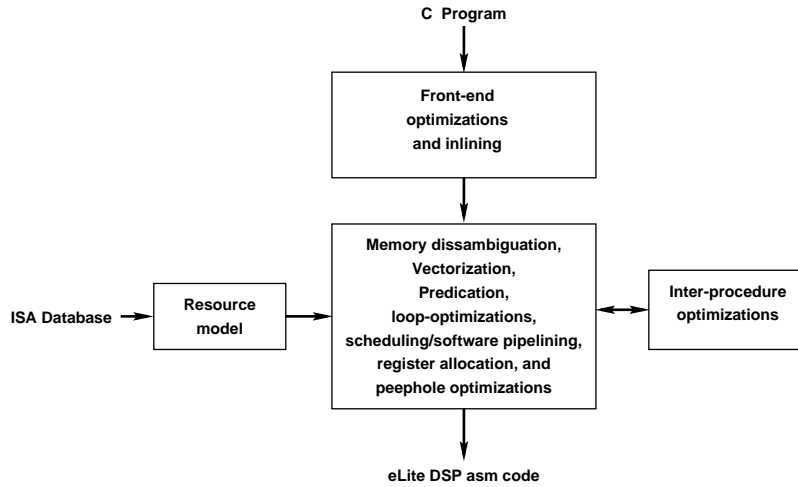 C Program
Front-end
optimizations
and inlining
Memory dissambiguation,
Vectorization,
Predication,
loop-optimizations,
scheduling/software pipelining,
register allocation, and
peephole optimizations
ISA Database
Resource
model
Inter-procedure
optimizations
eLite DSP asm code